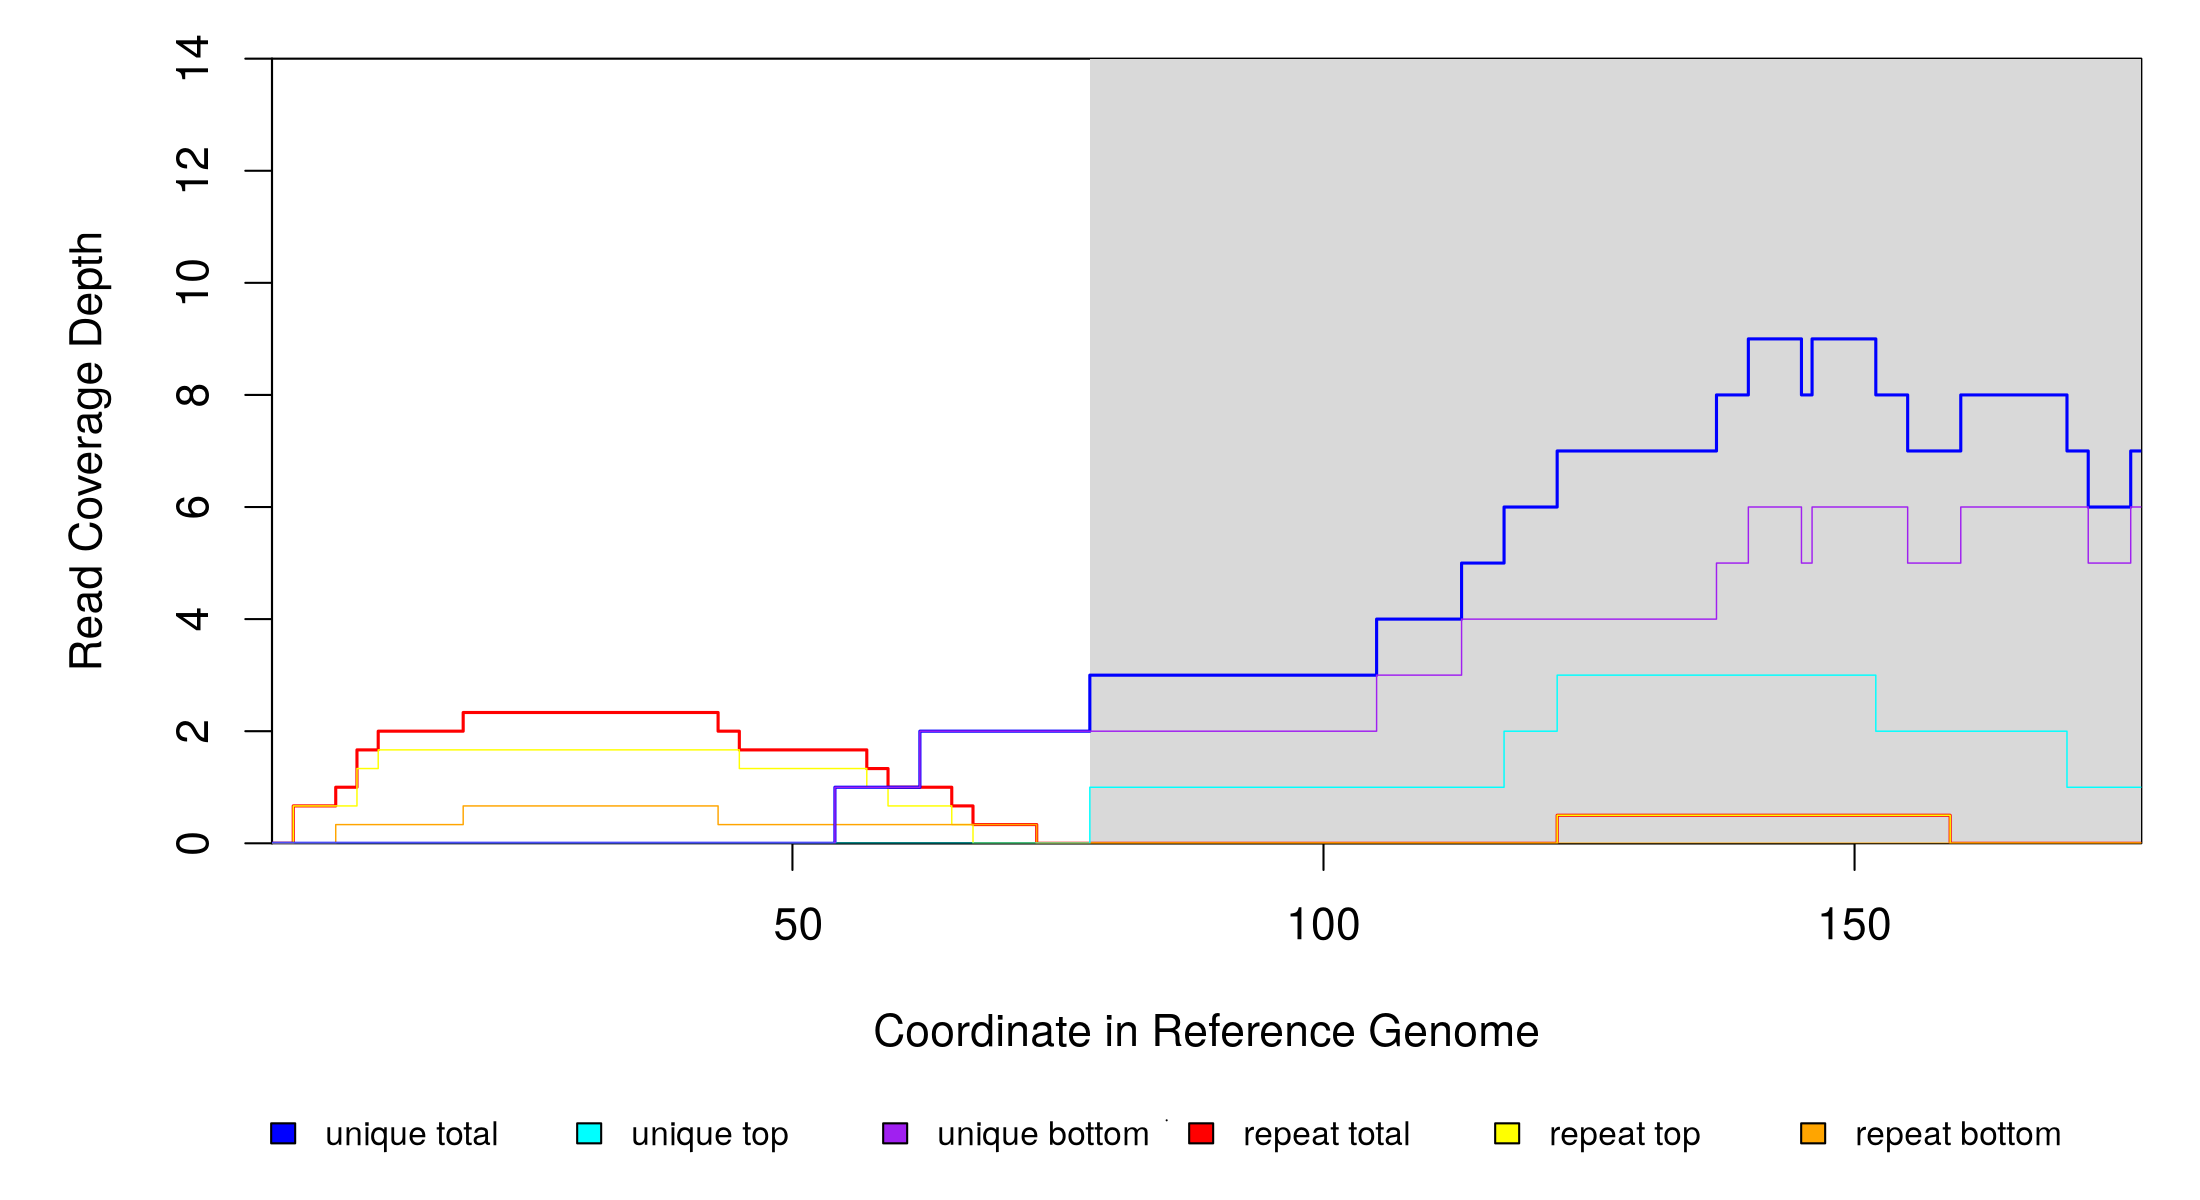 Read Coverage Depth
14
12
10
8
6
4
2
0
50 100 150
Coordinate in Reference Genome
unique total unique top unique bottom repeat total repeat top repeat bottom